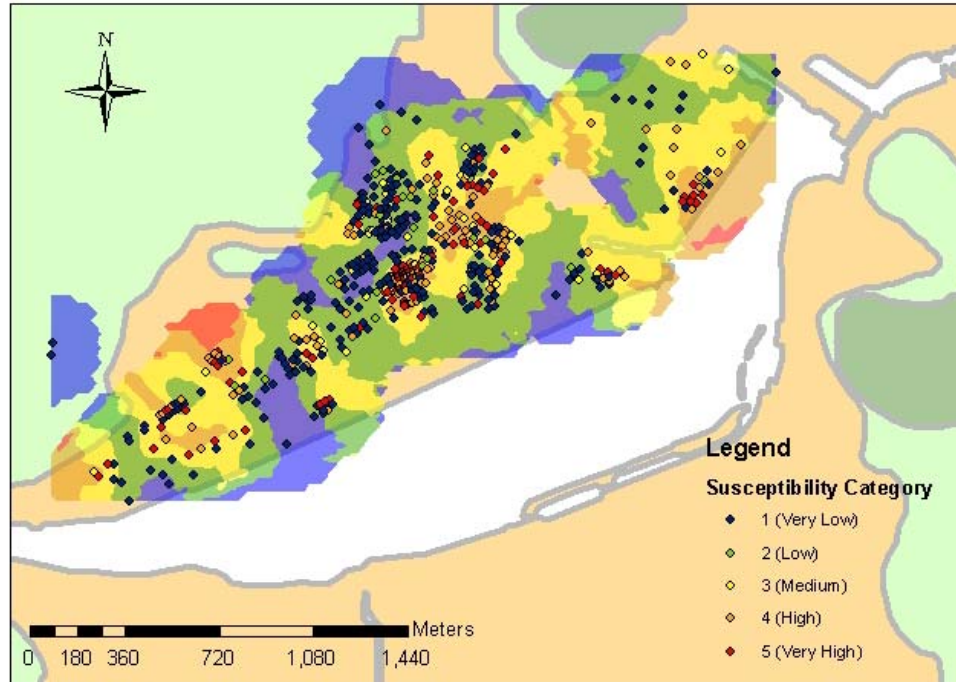 N
Legend
Susceptibility Category
1 (Very Low)
2 (Low)
3 (Medium)
4 (High)
5 (Very High)
Meters
0 180 360 720 1,080 1,440